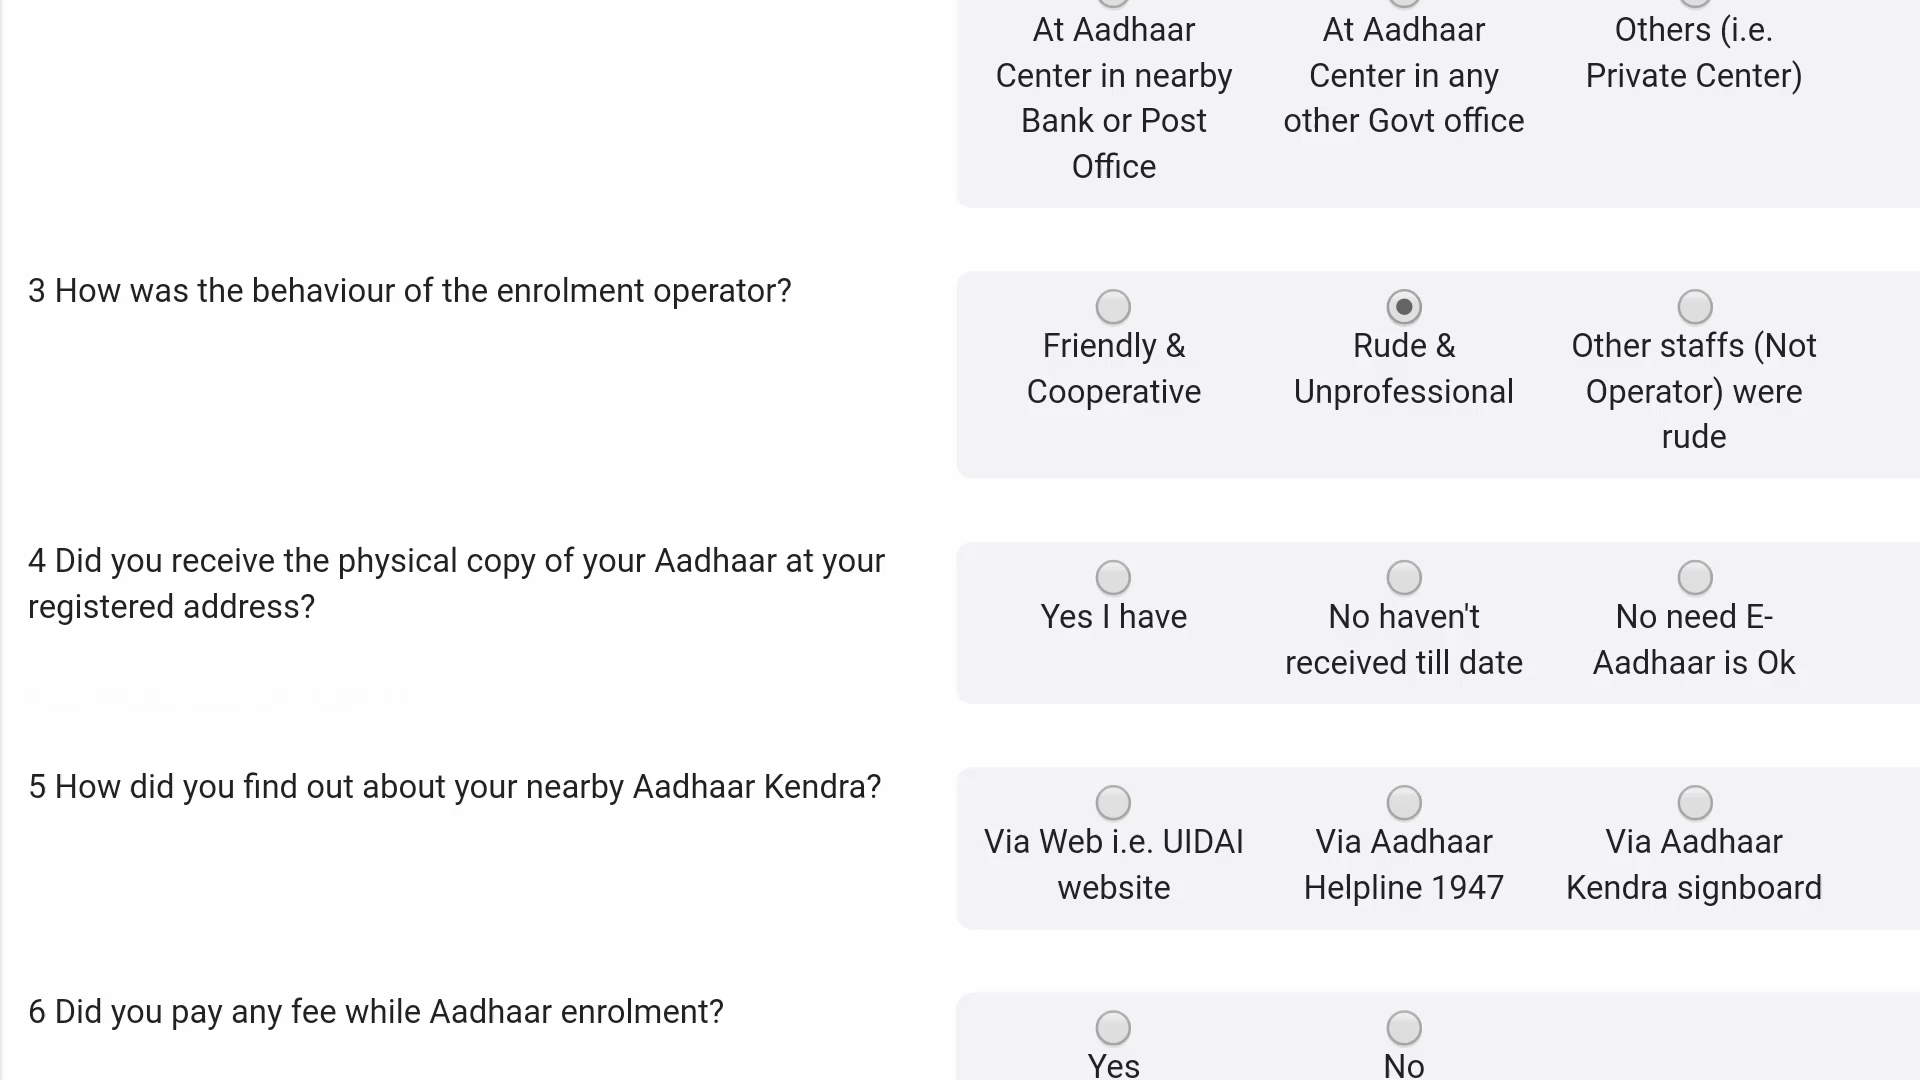 At Aadhaar
Center in nearby
Bank or Post
Office
At Aadhaar
Center in any
other Govt office
Others (i.e.
Private Center)
3 How was the behaviour of the enrolment operator?
Friendly &
Cooperative
Rude &
Unprofessional
Other staffs (Not
Operator) were
rude
4 Did you receive the physical copy of your Aadhaar at your
registered address?
Yes I have
No haven't
received till date
No need E-
Aadhaar is Ok
5 How did you find out about your nearby Aadhaar Kendra?
Via Web i.e. UIDAI
website
Via Aadhaar
Helpline 1947
Via Aadhaar
Kendra signboard
6 Did you pay any fee while Aadhaar enrolment?
Yes
No